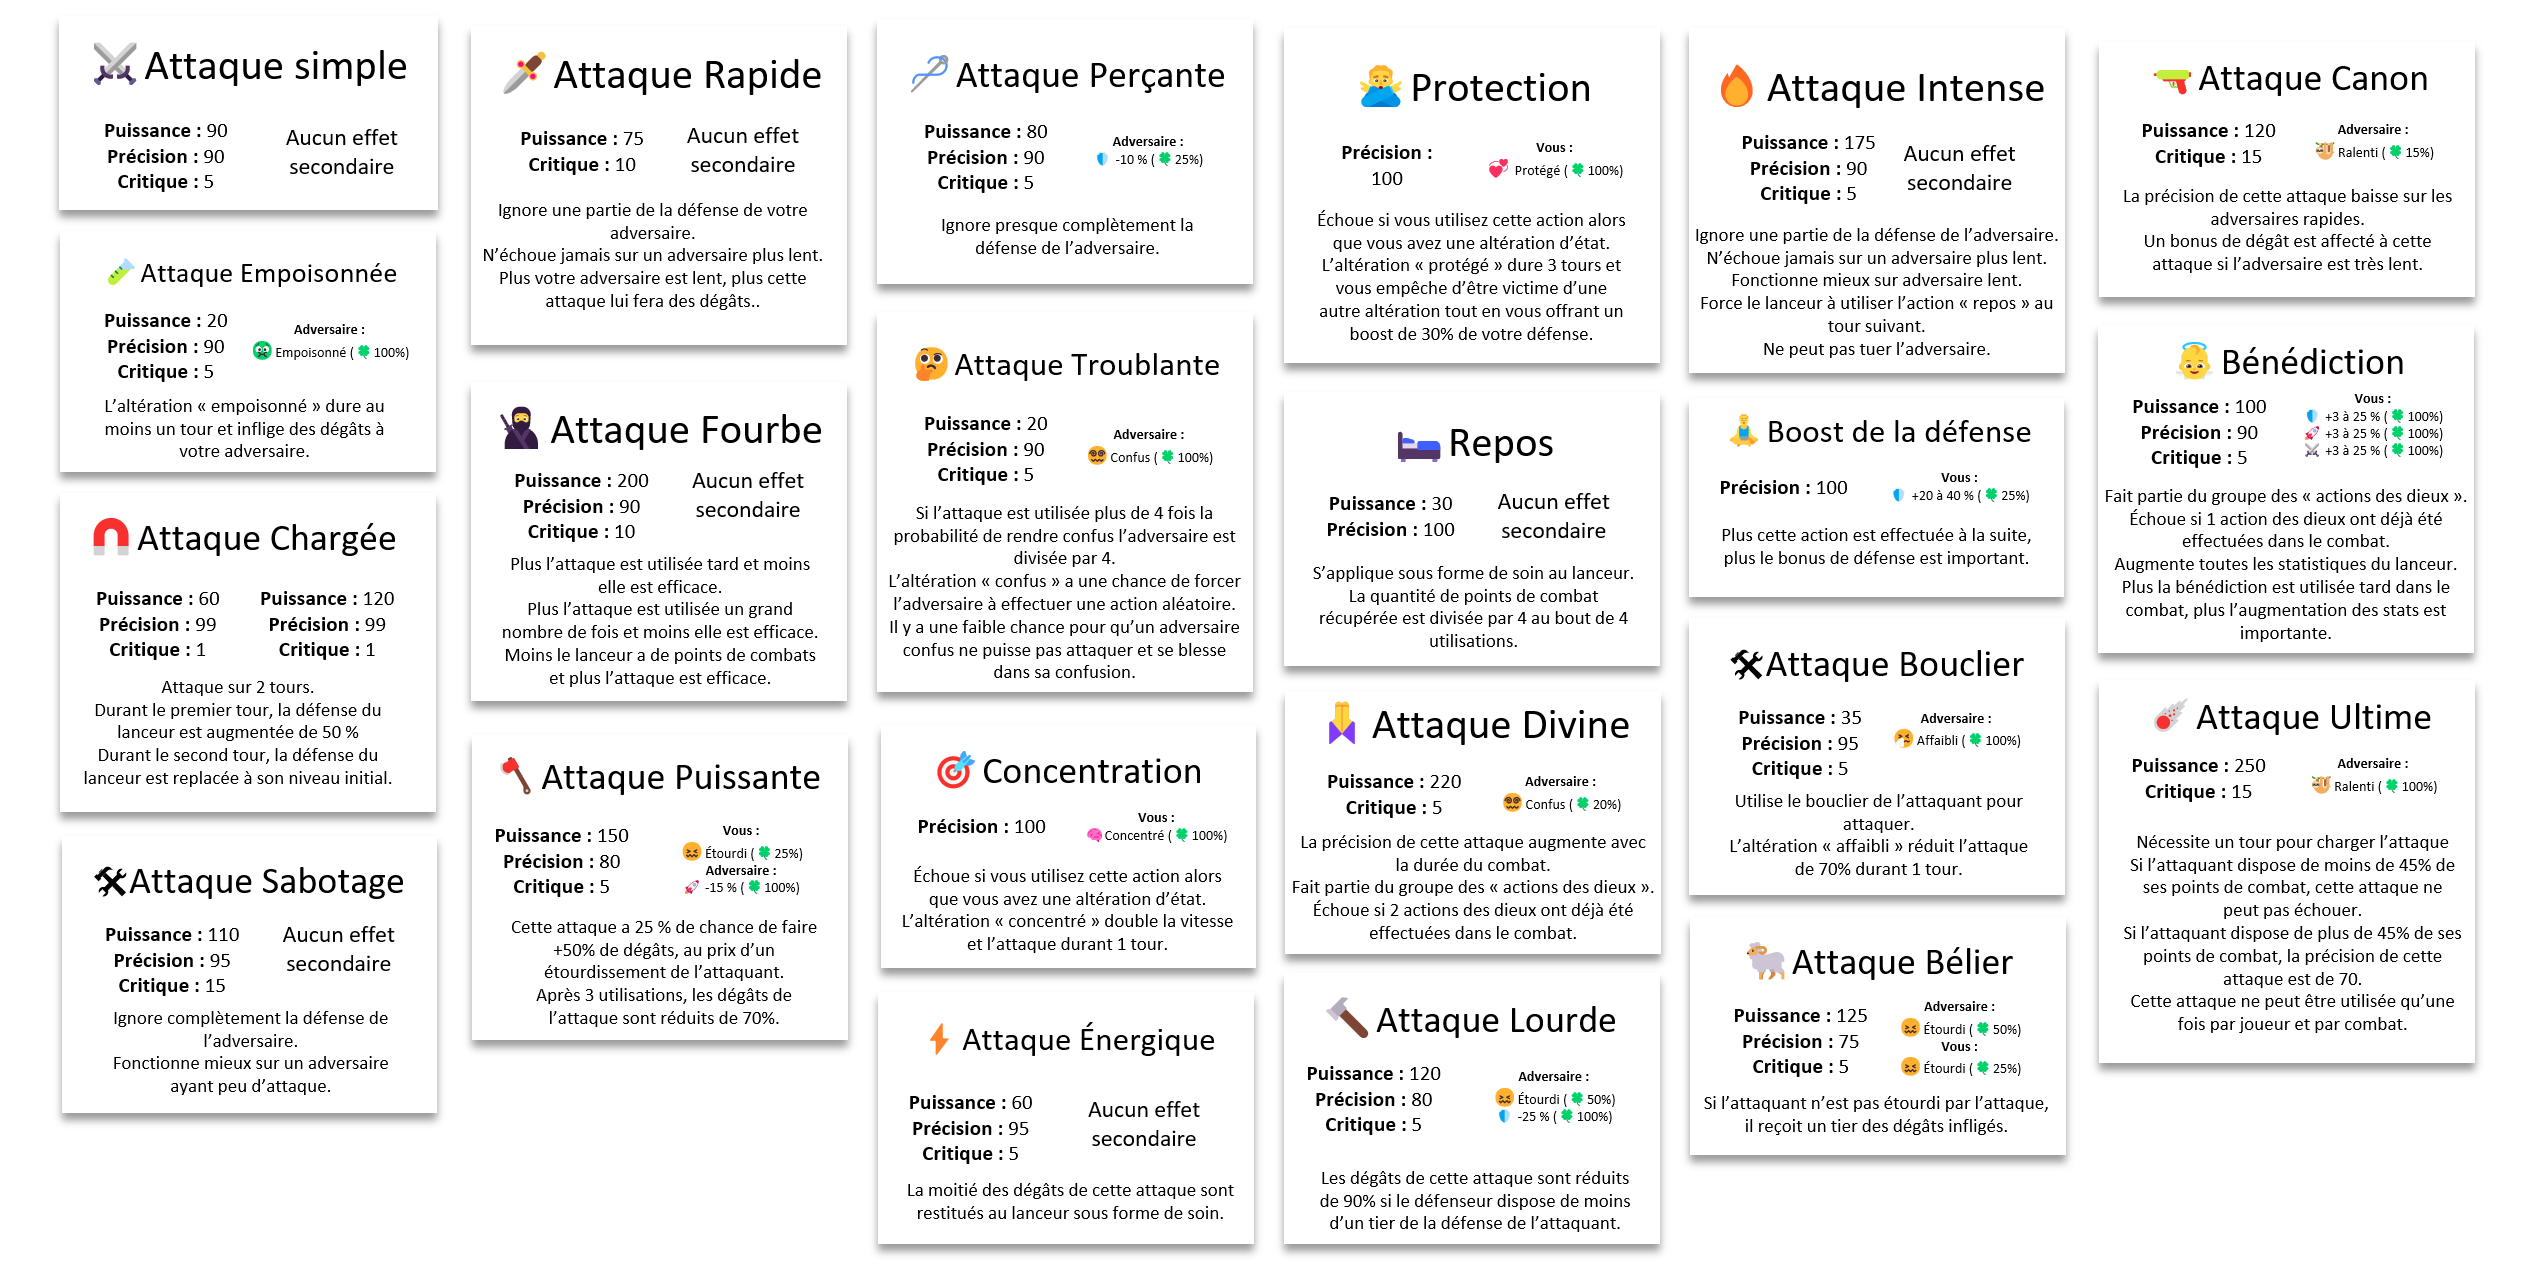 Attaque simple
Puissance : 90
Précision : 90
Critique : 5
Aucun effet
secondaire
Attaque Empoisonnée
Puissance : 20
Précision : 90
Critique : 5
Adversaire :
Empoisonné ( 100%)
L’altération « empoisonné » dure au
moins un tour et inflige des dégâts à
votre adversaire.
Attaque Chargée
Puissance : 60
Précision : 99
Critique : 1
Puissance : 120
Précision : 99
Critique : 1
Attaque sur 2 tours.
Durant le premier tour, la défense du
lanceur est augmentée de 50 %
Durant le second tour, la défense du
lanceur est replacée à son niveau initial.
Attaque Sabotage
Puissance : 110
Précision : 95
Critique : 15
Aucun effet
secondaire
Ignore complètement la défense de
l’adversaire.
Fonctionne mieux sur un adversaire
ayant peu d’attaque.
Attaque Rapide
Puissance : 75
Critique : 10
Aucun effet
secondaire
Ignore une partie de la défense de votre
adversaire.
N’échoue jamais sur un adversaire plus lent.
Plus votre adversaire est lent, plus cette
attaque lui fera des dégâts..
Attaque Fourbe
Puissance : 200
Précision : 90
Critique : 10
Aucun effet
secondaire
Plus l’attaque est utilisée tard et moins
elle est efficace.
Plus l’attaque est utilisée un grand
nombre de fois et moins elle est efficace.
Moins le lanceur a de points de combats
et plus l’attaque est efficace.
Attaque Puissante
Puissance : 150
Précision : 80
Critique : 5
Vous :
Étourdi ( 25%)
Adversaire :
-15 % ( 100%)
Cette attaque a 25 % de chance de faire
+50% de dégâts, au prix d’un
étourdissement de l’attaquant.
Après 3 utilisations, les dégâts de
l’attaque sont réduits de 70%.
Attaque Perçante
Puissance : 80
Précision : 90
Critique : 5
Adversaire :
-10 % ( 25%)
Ignore presque complètement la
défense de l’adversaire.
Attaque Troublante
Puissance : 20
Précision : 90
Critique : 5
Adversaire :
Confus ( 100%)
Si l’attaque est utilisée plus de 4 fois la
probabilité de rendre confus l’adversaire est
divisée par 4.
L’altération « confus » a une chance de forcer
l’adversaire à effectuer une action aléatoire.
Il y a une faible chance pour qu’un adversaire
confus ne puisse pas attaquer et se blesse
dans sa confusion.
Concentration
Précision : 100
Vous :
Concentré ( 100%)
Échoue si vous utilisez cette action alors
que vous avez une altération d’état.
L’altération « concentré » double la vitesse
et l’attaque durant 1 tour.
Attaque Énergique
Puissance : 60
Précision : 95
Critique : 5
Aucun effet
secondaire
La moitié des dégâts de cette attaque sont
restitués au lanceur sous forme de soin.
Protection
Précision :
100
Vous :
Protégé ( 100%)
Échoue si vous utilisez cette action alors
que vous avez une altération d’état.
L’altération « protégé » dure 3 tours et
vous empêche d’être victime d’une
autre altération tout en vous offrant un
boost de 30% de votre défense.
Repos
Puissance : 30
Précision : 100
Aucun effet
secondaire
S’applique sous forme de soin au lanceur.
La quantité de points de combat
récupérée est divisée par 4 au bout de 4
utilisations.
Attaque Divine
Puissance : 220
Critique : 5
Adversaire :
Confus ( 20%)
La précision de cette attaque augmente avec
la durée du combat.
Fait partie du groupe des « actions des dieux ».
Échoue si 2 actions des dieux ont déjà été
effectuées dans le combat.
Attaque Lourde
Puissance : 120
Précision : 80
Critique : 5
Adversaire :
Étourdi ( 50%)
-25 % ( 100%)
Les dégâts de cette attaque sont réduits
de 90% si le défenseur dispose de moins
d’un tier de la défense de l’attaquant.
Attaque Intense
Puissance : 175
Précision : 90
Critique : 5
Aucun effet
secondaire
Ignore une partie de la défense de l’adversaire.
N’échoue jamais sur un adversaire plus lent.
Fonctionne mieux sur adversaire lent.
Force le lanceur à utiliser l’action « repos » au
tour suivant.
Ne peut pas tuer l’adversaire.
Boost de la défense
Précision : 100
Vous :
+20 à 40 % ( 25%)
Plus cette action est effectuée à la suite,
plus le bonus de défense est important.
Attaque Bouclier
Puissance : 35
Précision : 95
Critique : 5
Adversaire :
Affaibli ( 100%)
Utilise le bouclier de l’attaquant pour
attaquer.
L’altération « affaibli » réduit l’attaque
de 70% durant 1 tour.
Attaque Bélier
Puissance : 125
Précision : 75
Critique : 5
Adversaire :
Étourdi ( 50%)
Vous :
Étourdi ( 25%)
Si l’attaquant n’est pas étourdi par l’attaque,
il reçoit un tier des dégâts infligés.
Attaque Canon
Puissance : 120
Critique : 15
Adversaire :
Ralenti ( 15%)
La précision de cette attaque baisse sur les
adversaires rapides.
Un bonus de dégât est affecté à cette
attaque si l’adversaire est très lent.
Bénédiction
Puissance : 100
Précision : 90
Critique : 5
Vous :
+3 à 25 % ( 100%)
+3 à 25 % ( 100%)
+3 à 25 % ( 100%)
Fait partie du groupe des « actions des dieux ».
Échoue si 1 action des dieux ont déjà été
effectuées dans le combat.
Augmente toutes les statistiques du lanceur.
Plus la bénédiction est utilisée tard dans le
combat, plus l’augmentation des stats est
importante.
Attaque Ultime
Puissance : 250
Critique : 15
Adversaire :
Ralenti ( 100%)
Nécessite un tour pour charger l’attaque
Si l’attaquant dispose de moins de 45% de
ses points de combat, cette attaque ne
peut pas échouer.
Si l’attaquant dispose de plus de 45% de ses
points de combat, la précision de cette
attaque est de 70.
Cette attaque ne peut être utilisée qu’une
fois par joueur et par combat.